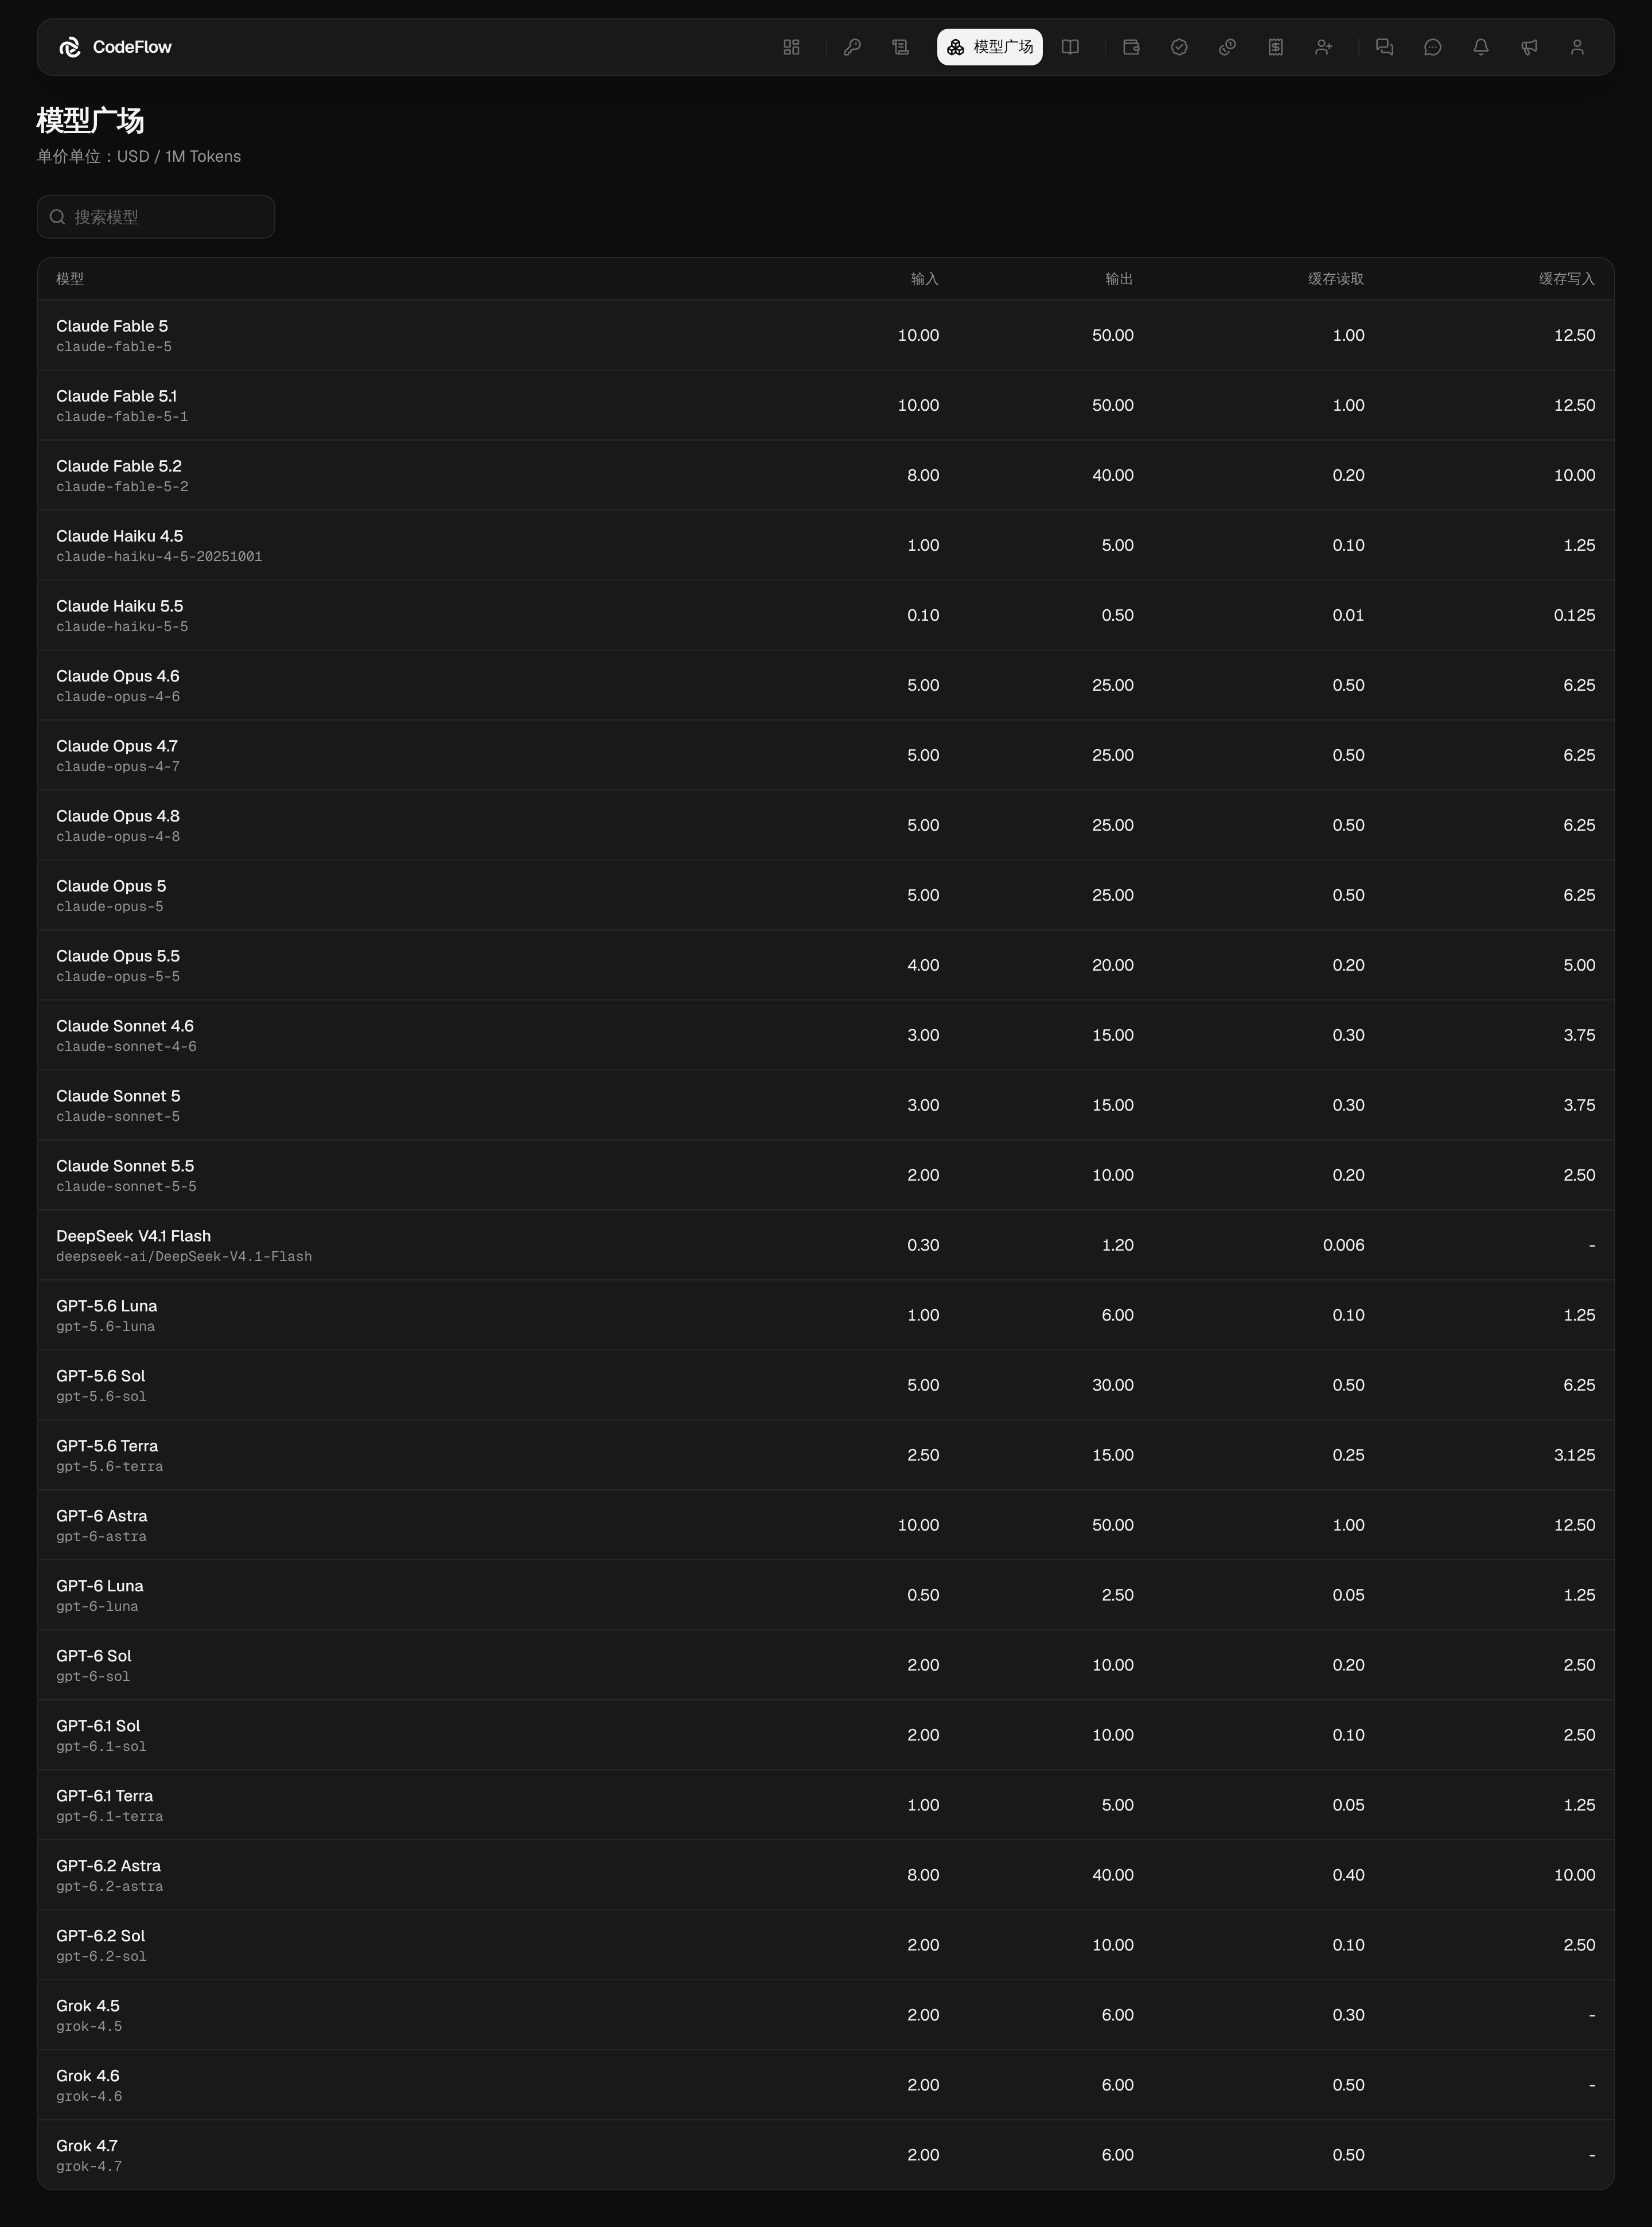 CodeFlow
模型广场
模型广场
单价单位：USD / 1M Tokens
搜索模型
模型 输入 输出 缓存读取 缓存写入
Claude Fable 5
claude-fable-5
10.00 50.00 1.00 12.50
Claude Fable 5.1
claude-fable-5-1
10.00 50.00 1.00 12.50
Claude Fable 5.2
claude-fable-5-2
8.00 40.00 0.20 10.00
Claude Haiku 4.5
claude-haiku-4-5-20251001
1.00 5.00 0.10 1.25
Claude Haiku 5.5
claude-haiku-5-5
0.10 0.50 0.01 0.125
Claude Opus 4.6
claude-opus-4-6
5.00 25.00 0.50 6.25
Claude Opus 4.7
claude-opus-4-7
5.00 25.00 0.50 6.25
Claude Opus 4.8
claude-opus-4-8
5.00 25.00 0.50 6.25
Claude Opus 5
claude-opus-5
5.00 25.00 0.50 6.25
Claude Opus 5.5
claude-opus-5-5
4.00 20.00 0.20 5.00
Claude Sonnet 4.6
claude-sonnet-4-6
3.00 15.00 0.30 3.75
Claude Sonnet 5
claude-sonnet-5
3.00 15.00 0.30 3.75
Claude Sonnet 5.5
claude-sonnet-5-5
2.00 10.00 0.20 2.50
DeepSeek V4.1 Flash
deepseek-ai/DeepSeek-V4.1-Flash
0.30 1.20 0.006 -
GPT-5.6 Luna
gpt-5.6-luna
1.00 6.00 0.10 1.25
GPT-5.6 Sol
gpt-5.6-sol
5.00 30.00 0.50 6.25
GPT-5.6 Terra
gpt-5.6-terra
2.50 15.00 0.25 3.125
GPT-6 Astra
gpt-6-astra
10.00 50.00 1.00 12.50
GPT-6 Luna
gpt-6-luna
0.50 2.50 0.05 1.25
GPT-6 Sol
gpt-6-sol
2.00 10.00 0.20 2.50
GPT-6.1 Sol
gpt-6.1-sol
2.00 10.00 0.10 2.50
GPT-6.1 Terra
gpt-6.1-terra
1.00 5.00 0.05 1.25
GPT-6.2 Astra
gpt-6.2-astra
8.00 40.00 0.40 10.00
GPT-6.2 Sol
gpt-6.2-sol
2.00 10.00 0.10 2.50
Grok 4.5
grok-4.5
2.00 6.00 0.30 -
Grok 4.6
grok-4.6
2.00 6.00 0.50 -
Grok 4.7
grok-4.7
2.00 6.00 0.50 -